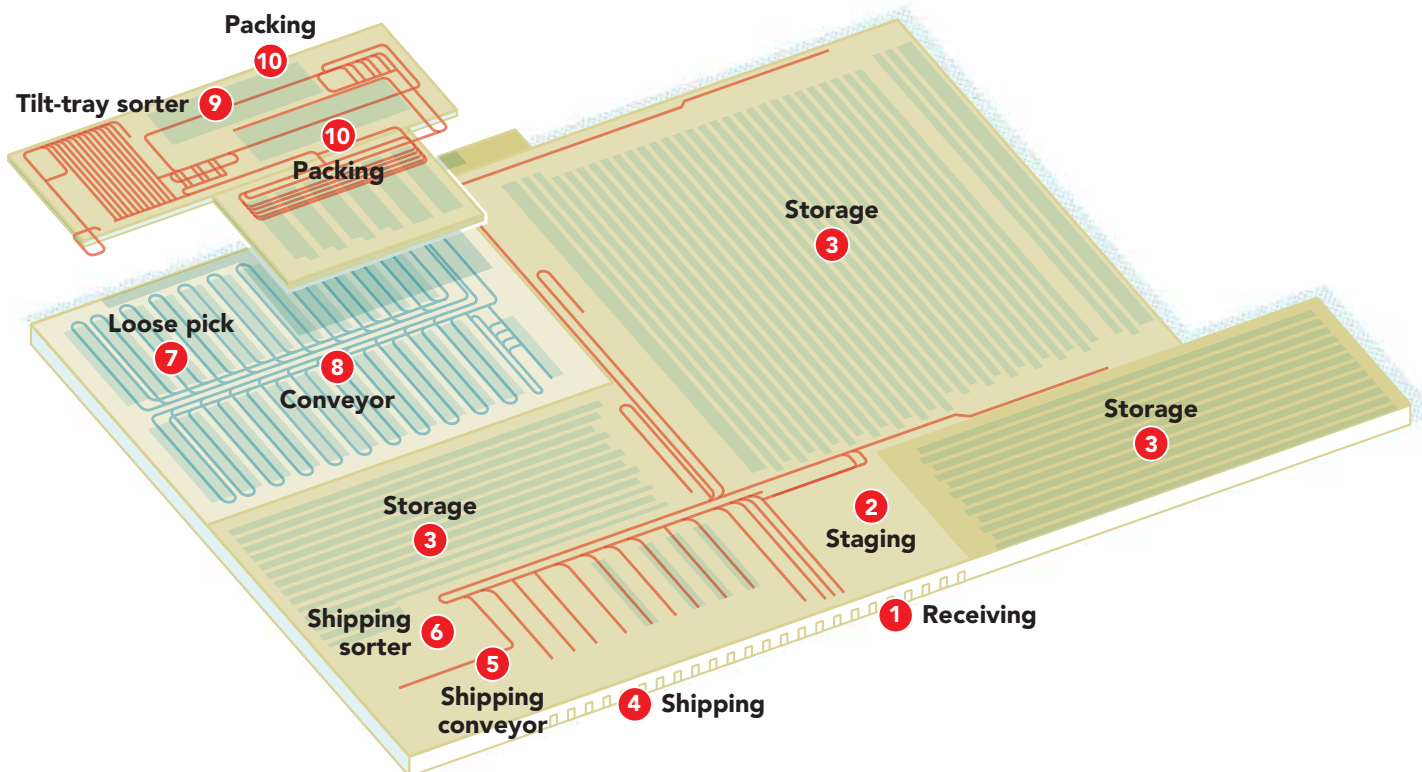 Packing
10
Tilt-tray sorter 9
10
Packing
Storage
3
Loose pick
7
8
Conveyor
Storage
3
Storage
3
2
Staging
1 Receiving
Shipping
sorter
6
5
Shipping
conveyor
4 Shipping